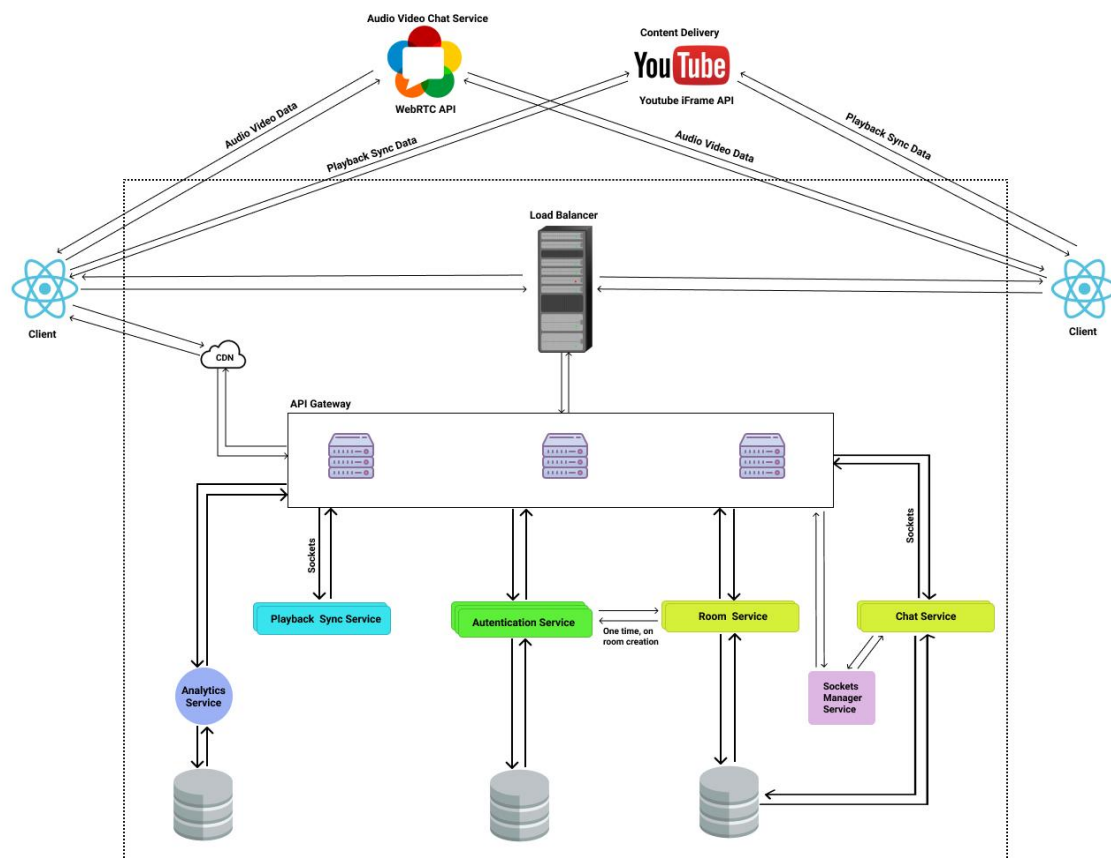 Audio Video Chat Service
WebRTC API
Content Delivery
YouTube
Youtube iFrame API
Audio Video Data
Playback Sync Data
Audio Video Data
Playback Sync Data
Load Balancer
Client
Client
CDN
API Gateway
Sockets
Sockets
Playback Sync Service
Autentication Service
Room Service
Chat Service
One time, on
room creation
Analytics
Service
Sockets
Manager
Service